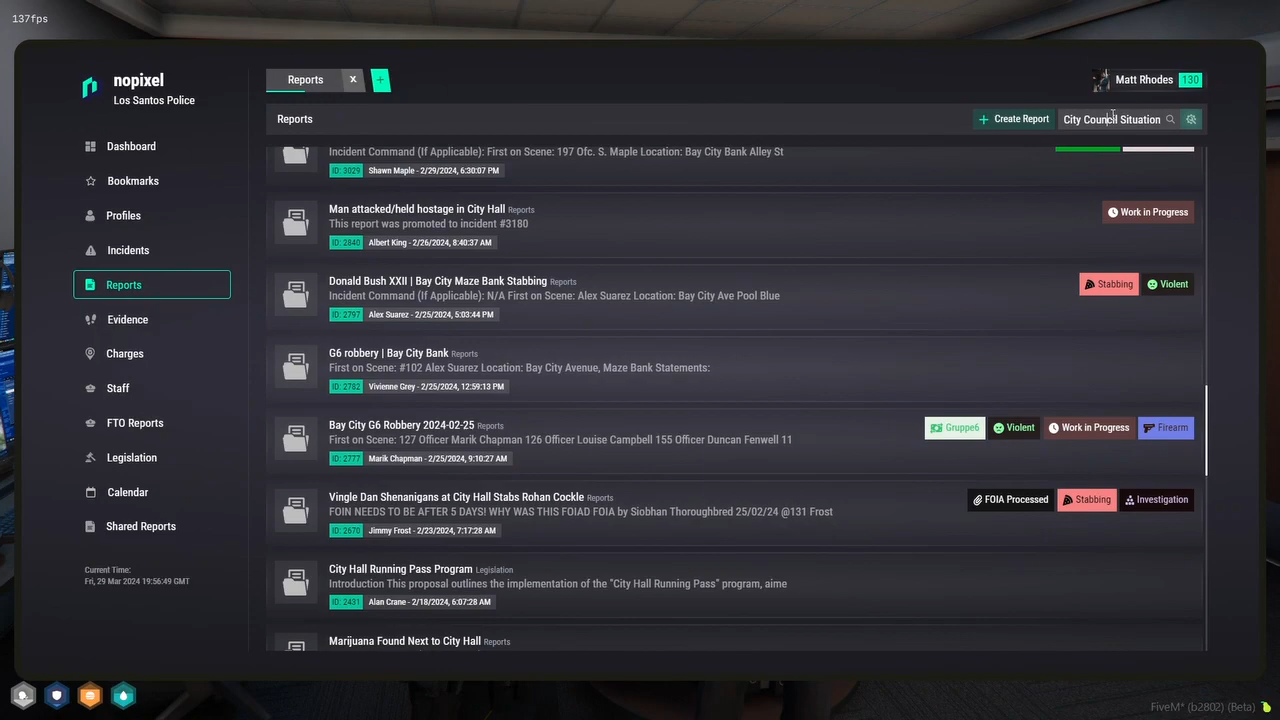 137fps
nopixel
Los Santos Police
Dashboard
Bookmarks
Profiles
Incidents
Reports
Evidence
Charges
Staff
FTO Reports
Legislation
Calendar
Shared Reports
Current Time:
Fri, 29 Mar 2024 19:56:49 GMT
Reports x +
Matt Rhodes 130
Reports
+ Create Report
City Council Situation
Incident Command (If Applicable): First on Scene: 197 Ofc. S. Maple Location: Bay City Bank Alley St
ID: 3029 Shawn Maple - 2/29/2024, 6:30:07 PM
Man attacked/held hostage in City Hall Reports
This report was promoted to incident #3180
ID: 2840 Albert King - 2/26/2024, 8:40:37 AM
Work in Progress
Donald Bush XXII | Bay City Maze Bank Stabbing Reports
Incident Command (If Applicable): N/A First on Scene: Alex Suarez Location: Bay City Ave Pool Blue
ID: 2797 Alex Suarez - 2/25/2024, 5:03:44 PM
Stabbing Violent
G6 robbery | Bay City Bank Reports
First on Scene: #102 Alex Suarez Location: Bay City Avenue, Maze Bank Statements:
ID: 2782 Vivienne Grey - 2/25/2024, 12:59:13 PM
Bay City G6 Robbery 2024-02-25 Reports
First on Scene: 127 Officer Marik Chapman 126 Officer Louise Campbell 155 Officer Duncan Fenwell 11
ID: 2777 Marik Chapman - 2/25/2024, 9:10:27 AM
Gruppe6 Violent Work in Progress Firearm
Vingle Dan Shenanigans at City Hall Stabs Rohan Cockle Reports
FOIN NEEDS TO BE AFTER 5 DAYS! WHY WAS THIS FOIAD FOIA by Siobhan Thoroughbred 25/02/24 @131 Frost
ID: 2670 Jimmy Frost - 2/23/2024, 7:17:28 AM
FOIA Processed Stabbing Investigation
City Hall Running Pass Program Legislation
Introduction This proposal outlines the implementation of the "City Hall Running Pass" program, aime
ID: 2431 Alan Crane - 2/18/2024, 6:07:28 AM
Marijuana Found Next to City Hall Reports
FiveM* (b2802) (Beta)